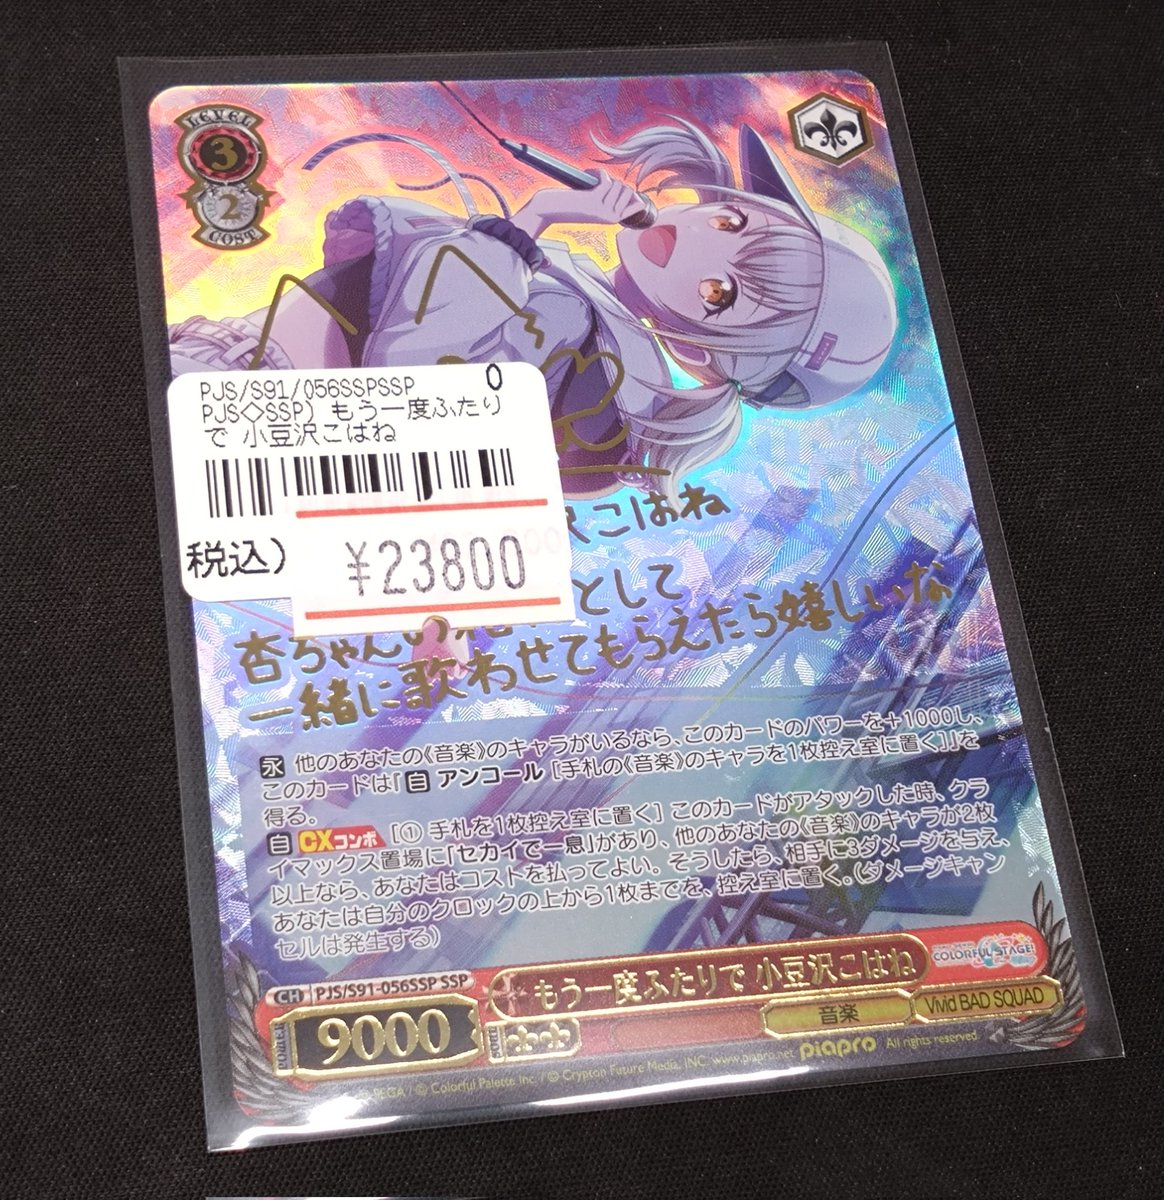 LEVEL
3
2
COST
PJS/S91/056SSPSSP 0
PJS◇SSP) もう一度ふたり
で 小豆沢こはね
税込)
¥23800
こはね
として
杏ちゃんの
一緒に歌わせてもらえたら嬉しいな
永 他のあなたの《音楽》のキャラがいるなら、このカードのパワーを+1000し、
このカードは「自 アンコール [手札の《音楽》のキャラを1枚控え室に置く]」を
得る。
自 CXコンボ [① 手札を1枚控え室に置く] このカードがアタックした時、クラ
イマックス置場に「セカイで一息」があり、他のあなたの《音楽》のキャラが2枚
以上なら、あなたはコストを払ってよい。そうしたら、相手に3ダメージを与え、
あなたは自分のクロックの上から1枚までを、控え室に置く。(ダメージキャン
セルは発生する)
CH PJS/S91-056SSP SSP もう一度ふたりで 小豆沢こはね COLORFUL STAGE!
POWER 9000 音楽 Vivid BAD SQUAD
SEGA / © Colorful Palette Inc. / © Crypton Future Media, INC. www.piapro.net piapro All rights reserved.